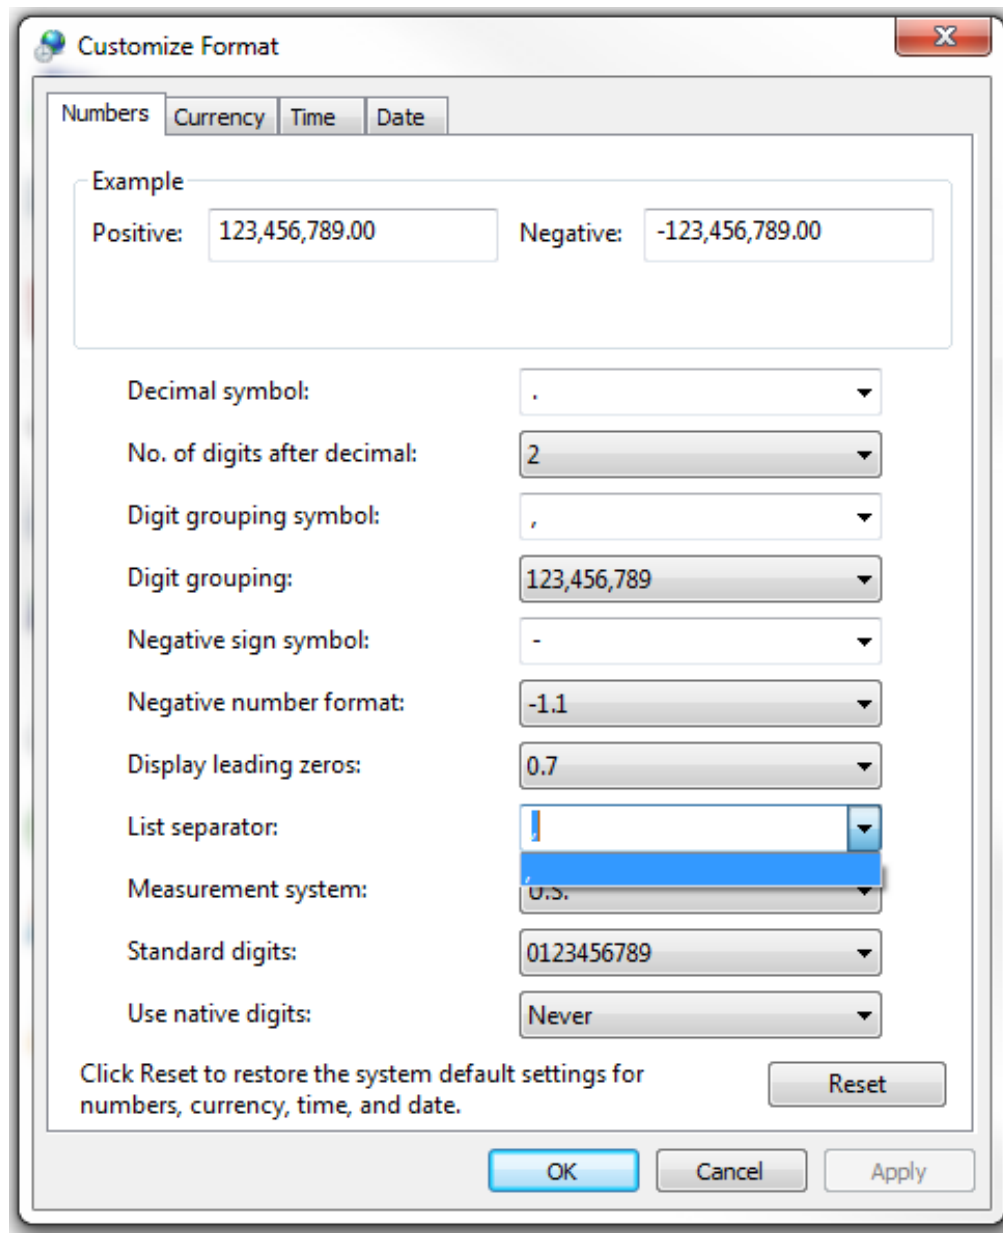 Customize Format
Numbers Currency Time Date
Example
Positive: 123,456,789.00 Negative: -123,456,789.00
Decimal symbol: .
No. of digits after decimal: 2
Digit grouping symbol: ,
Digit grouping: 123,456,789
Negative sign symbol: -
Negative number format: -1.1
Display leading zeros: 0.7
List separator: ,
,
Measurement system: U.S.
Standard digits: 0123456789
Use native digits: Never
Click Reset to restore the system default settings for
numbers, currency, time, and date.
Reset
OK Cancel Apply